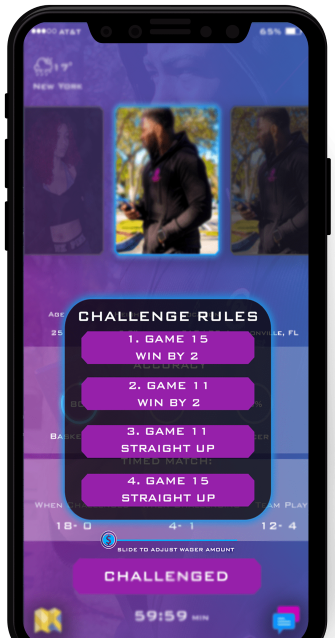 AT&T
65%
17°
NEW YORK
CHALLENGE RULES
1. GAME 15
WIN BY 2
2. GAME 11
WIN BY 2
3. GAME 11
STRAIGHT UP
4. GAME 15
STRAIGHT UP
AGE
25
ONVILLE, FL
ACCURACY
TIMED MATCH:
WHEN
TEAM PLAY
18- 0
4- 1
12- 4
$
SLIDE TO ADJUST WAGER AMOUNT
CHALLENGED
59:59 MIN